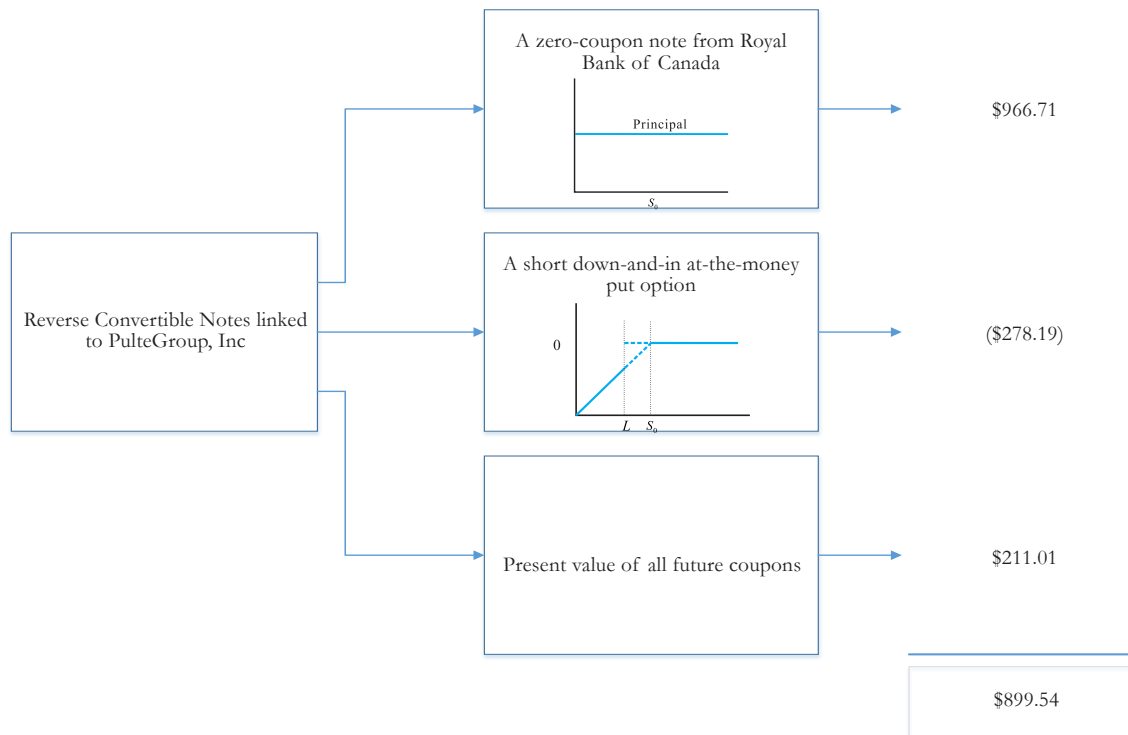 A zero-coupon note from Royal
Bank of Canada
Principal
S₀
$966.71
Reverse Convertible Notes linked
to PulteGroup, Inc
A short down-and-in at-the-money
put option
0
L S₀
($278.19)
Present value of all future coupons
$211.01
$899.54